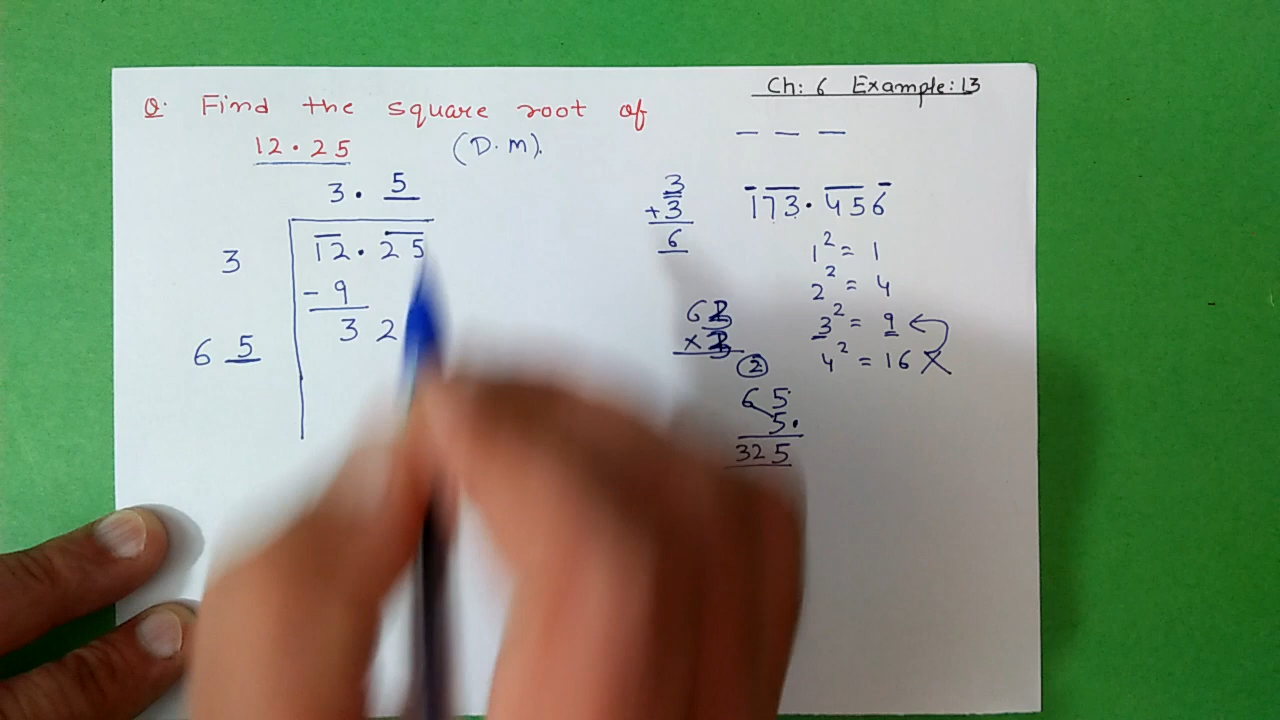 Ch: 6 Example: 13
Q. Find the square root of
12.25 (D.M).
3.5
3
12.25
- 9
3 2
6 5
3
+3
6
173.456
1² = 1
2² = 4
3² = 9
4² = 16 X
2
6 5
5.
325